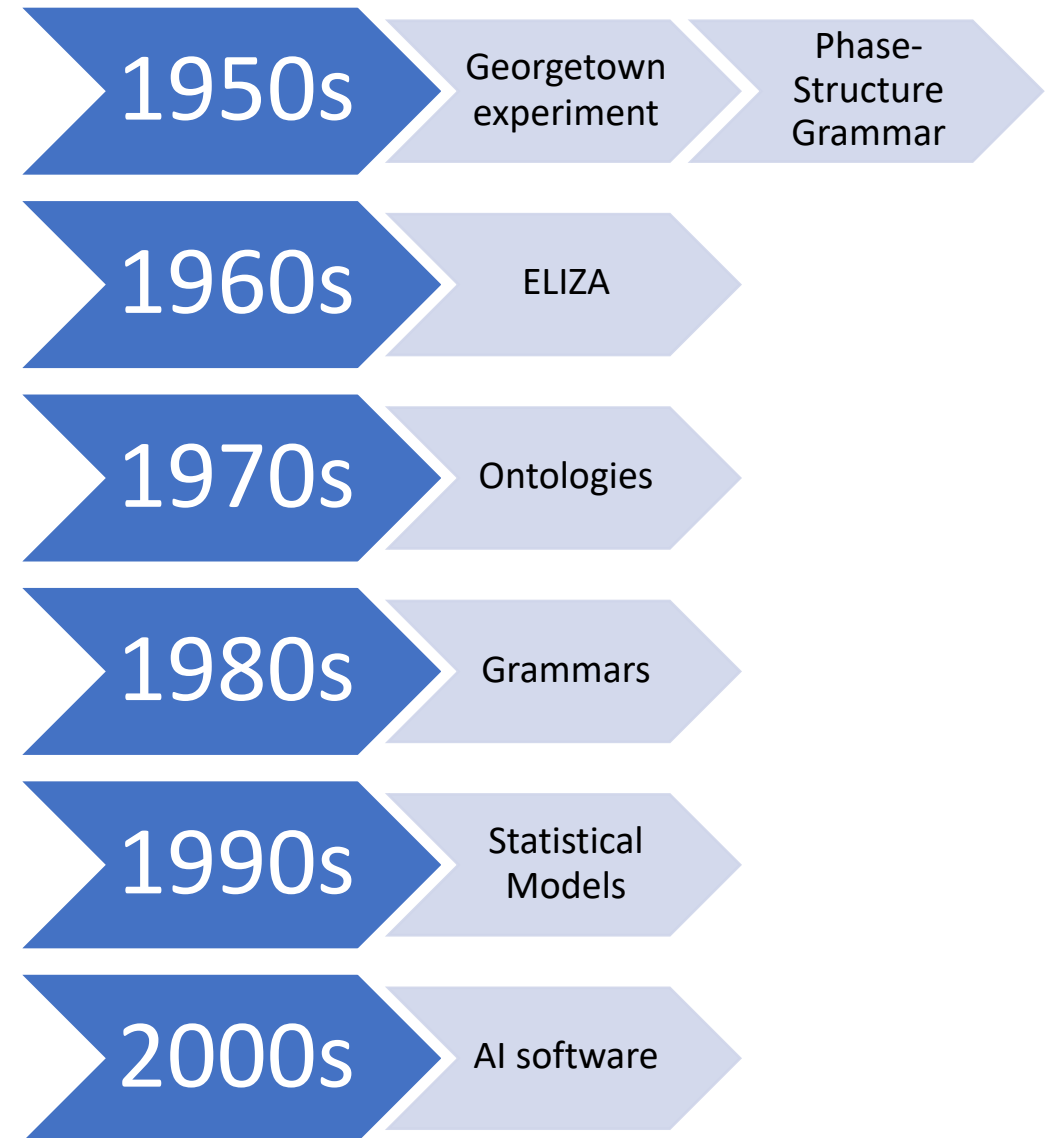 1950s
Georgetown
experiment
Phase-
Structure
Grammar
1960s
ELIZA
1970s
Ontologies
1980s
Grammars
1990s
Statistical
Models
2000s
AI software